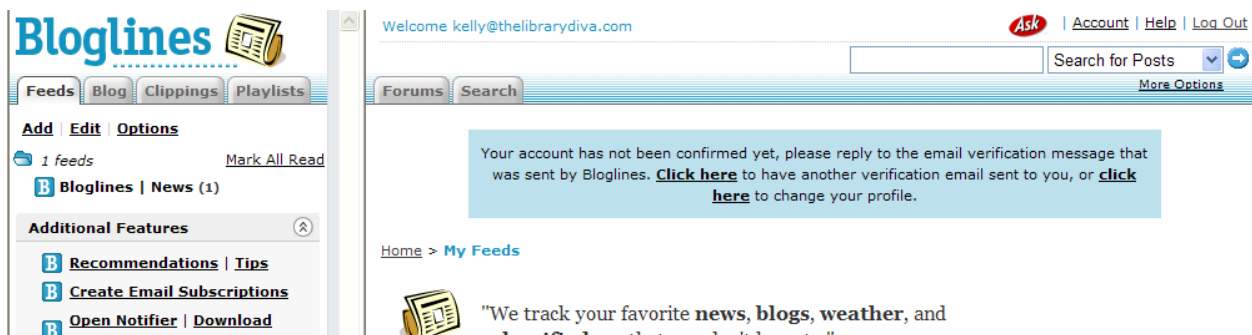 Bloglines
Feeds Blog Clippings Playlists
Add | Edit | Options
1 feeds Mark All Read
Bloglines | News (1)
Additional Features
Recommendations | Tips
Create Email Subscriptions
Open Notifier | Download
Welcome kelly@thelibrarydiva.com
Ask | Account | Help | Log Out
Search for Posts
More Options
Forums Search
Your account has not been confirmed yet, please reply to the email verification message that
was sent by Bloglines. Click here to have another verification email sent to you, or click
here to change your profile.
Home > My Feeds
"We track your favorite news, blogs, weather, and